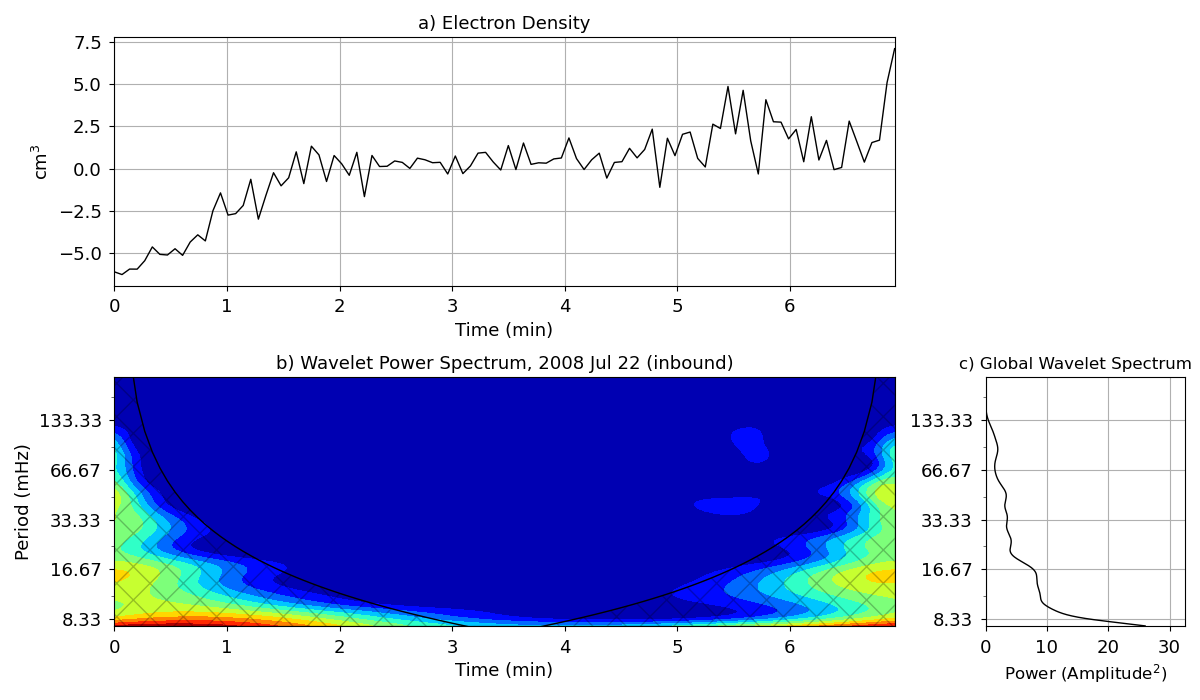 a) Electron Density
7.5
5.0
2.5
0.0
−2.5
−5.0
cm³
0 1 2 3 4 5 6
Time (min)
b) Wavelet Power Spectrum, 2008 Jul 22 (inbound)
133.33
66.67
33.33
16.67
8.33
Period (mHz)
0 1 2 3 4 5 6
Time (min)
c) Global Wavelet Spectrum
133.33
66.67
33.33
16.67
8.33
0 10 20 30
Power (Amplitude²)